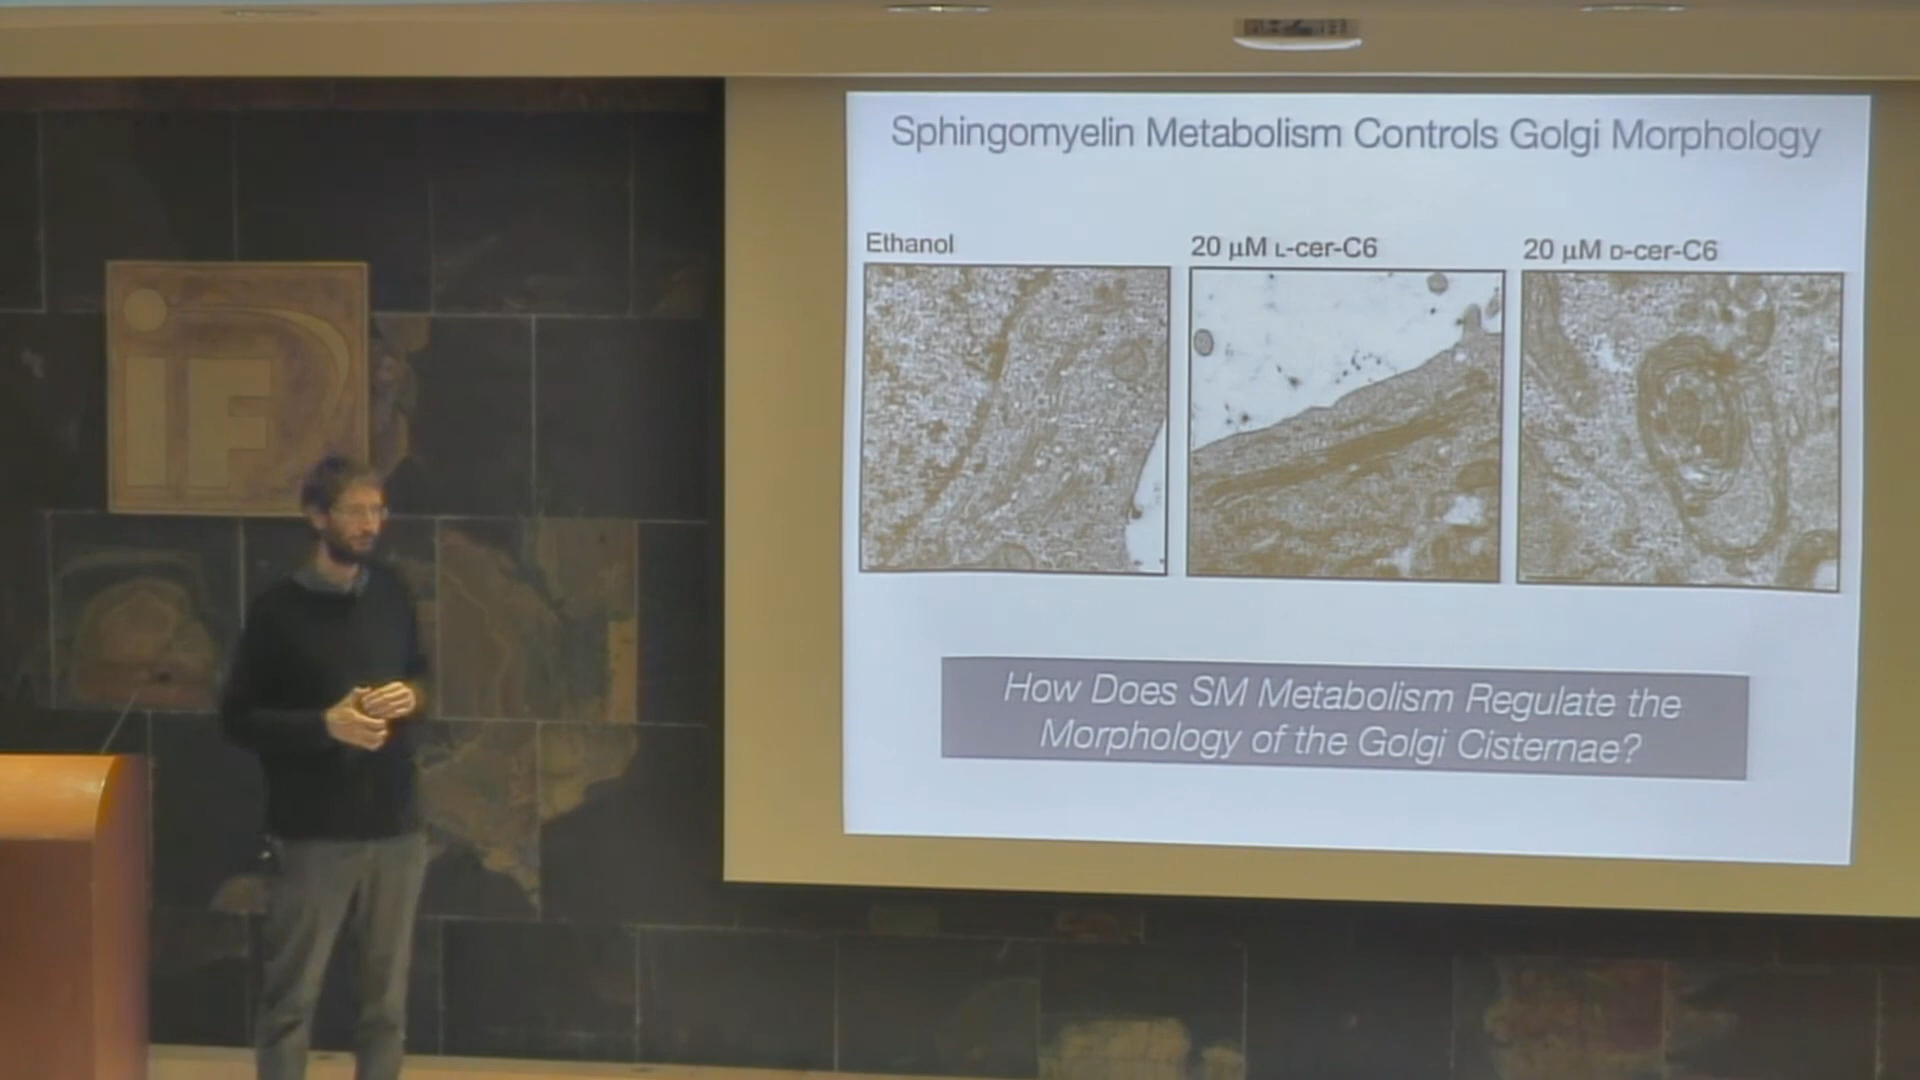 Sphingomyelin Metabolism Controls Golgi Morphology
Ethanol
20 μM L-cer-C6
20 μM D-cer-C6
iF
How Does SM Metabolism Regulate the
Morphology of the Golgi Cisternae?